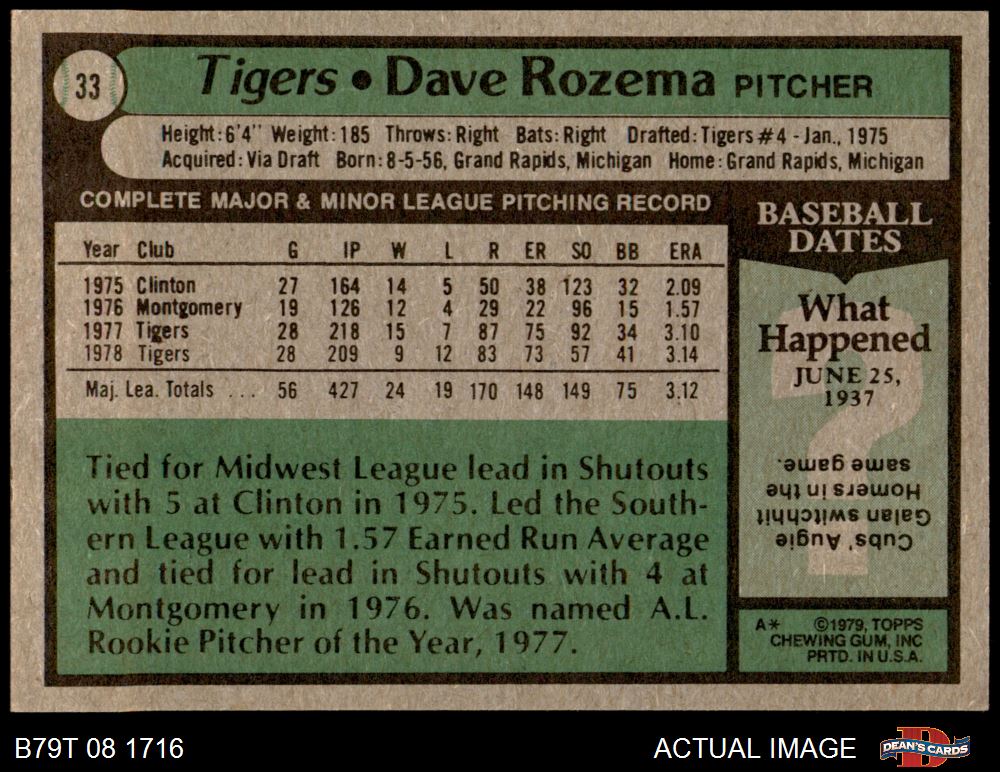 33
Tigers • Dave Rozema PITCHER
Height: 6'4" Weight: 185 Throws: Right Bats: Right Drafted: Tigers #4 - Jan., 1975
Acquired: Via Draft Born: 8-5-56, Grand Rapids, Michigan Home: Grand Rapids, Michigan
COMPLETE MAJOR & MINOR LEAGUE PITCHING RECORD
Year Club G IP W L R ER SO BB ERA
1975 Clinton 27 164 14 5 50 38 123 32 2.09
1976 Montgomery 19 126 12 4 29 22 96 15 1.57
1977 Tigers 28 218 15 7 87 75 92 34 3.10
1978 Tigers 28 209 9 12 83 73 57 41 3.14
Maj. Lea. Totals ... 56 427 24 19 170 148 149 75 3.12
Tied for Midwest League lead in Shutouts
with 5 at Clinton in 1975. Led the South-
ern League with 1.57 Earned Run Average
and tied for lead in Shutouts with 4 at
Montgomery in 1976. Was named A.L.
Rookie Pitcher of the Year, 1977.
BASEBALL
DATES
What
Happened
JUNE 25,
1937
?
Cubs' Augie
Galan switchhit
Homers in the
same game.
A* ©1979, TOPPS
CHEWING GUM, INC
PRTD. IN U.S.A.
B79T 08 1716
ACTUAL IMAGE
D
DEAN'S CARDS